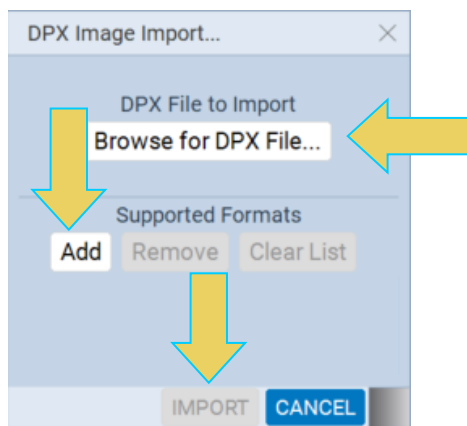 DPX Image Import...
DPX File to Import
Browse for DPX File...
Supported Formats
Add Remove Clear List
IMPORT CANCEL